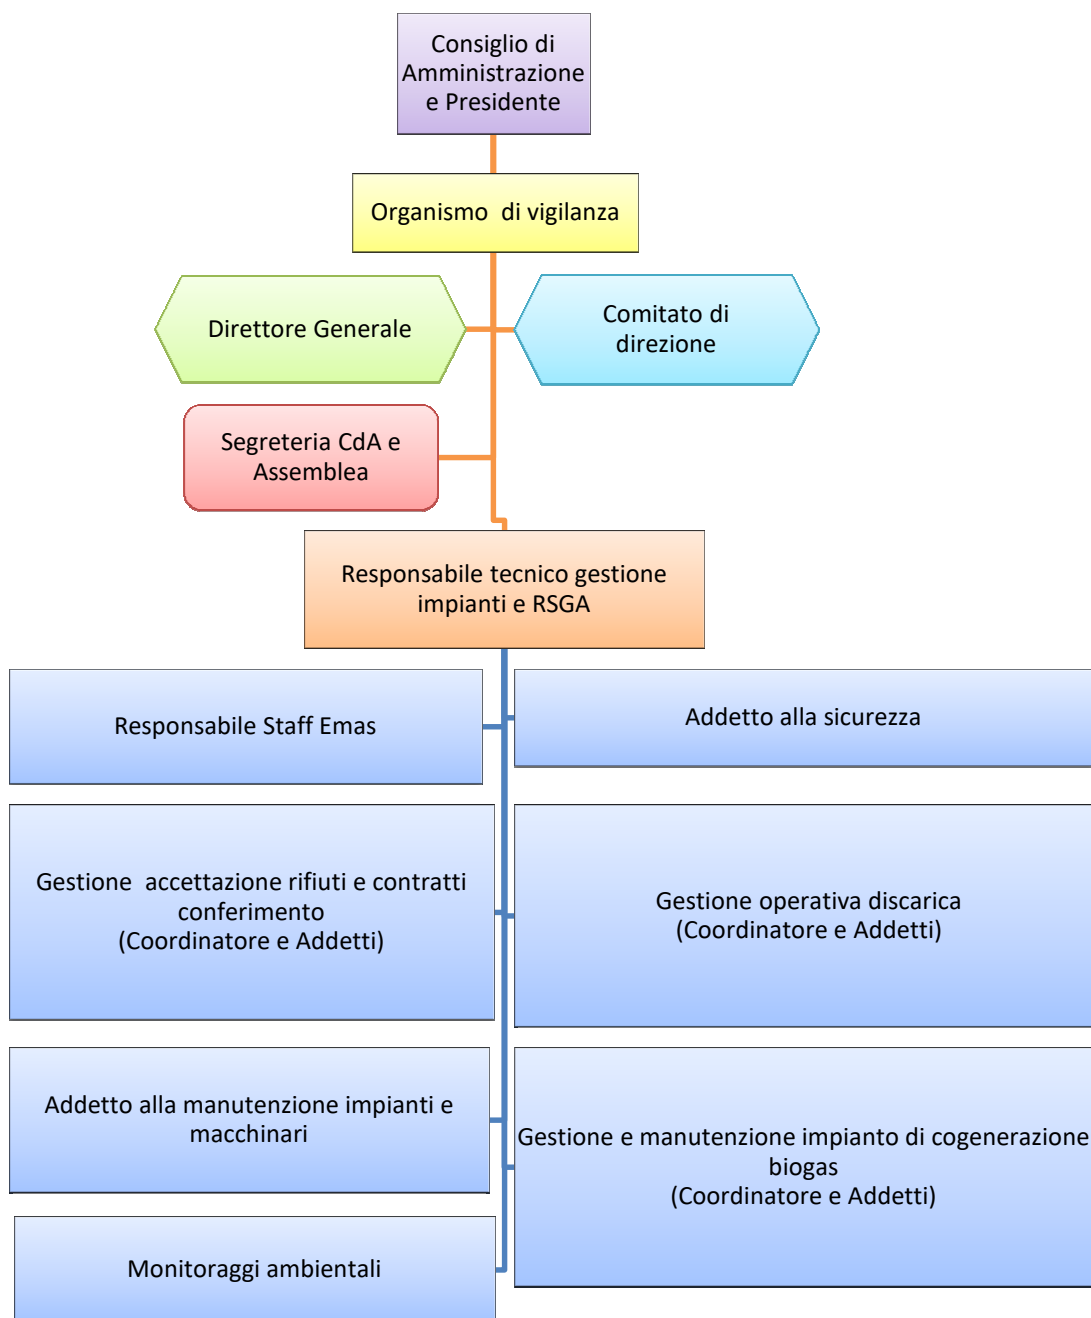 Consiglio di
Amministrazione
e Presidente
Organismo di vigilanza
Direttore Generale
Comitato di
direzione
Segreteria CdA e
Assemblea
Responsabile tecnico gestione
impianti e RSGA
Responsabile Staff Emas
Addetto alla sicurezza
Gestione accettazione rifiuti e contratti
conferimento
(Coordinatore e Addetti)
Gestione operativa discarica
(Coordinatore e Addetti)
Addetto alla manutenzione impianti e
macchinari
Gestione e manutenzione impianto di cogenerazione
biogas
(Coordinatore e Addetti)
Monitoraggi ambientali